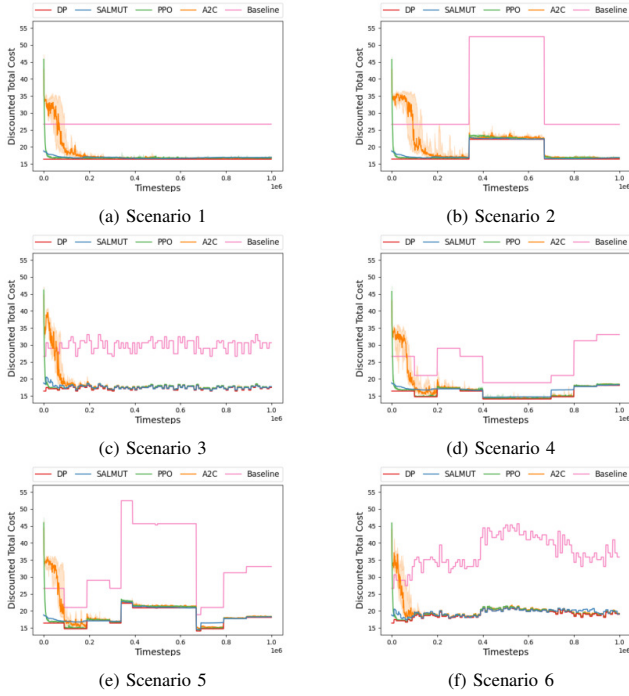 DP SALMUT PPO A2C Baseline DP SALMUT PPO A2C Baseline
Discounted Total Cost
55
50
45
40
35
30
25
20
15
0.0 0.2 0.4 0.6 0.8 1.0
Timesteps 1e6
Discounted Total Cost
55
50
45
40
35
30
25
20
15
0.0 0.2 0.4 0.6 0.8 1.0
Timesteps 1e6
(a) Scenario 1 (b) Scenario 2
DP SALMUT PPO A2C Baseline DP SALMUT PPO A2C Baseline
Discounted Total Cost
55
50
45
40
35
30
25
20
15
0.0 0.2 0.4 0.6 0.8 1.0
Timesteps 1e6
Discounted Total Cost
55
50
45
40
35
30
25
20
15
0.0 0.2 0.4 0.6 0.8 1.0
Timesteps 1e6
(c) Scenario 3 (d) Scenario 4
DP SALMUT PPO A2C Baseline DP SALMUT PPO A2C Baseline
Discounted Total Cost
55
50
45
40
35
30
25
20
15
0.0 0.2 0.4 0.6 0.8 1.0
Timesteps 1e6
Discounted Total Cost
55
50
45
40
35
30
25
20
15
0.0 0.2 0.4 0.6 0.8 1.0
Timesteps 1e6
(e) Scenario 5 (f) Scenario 6